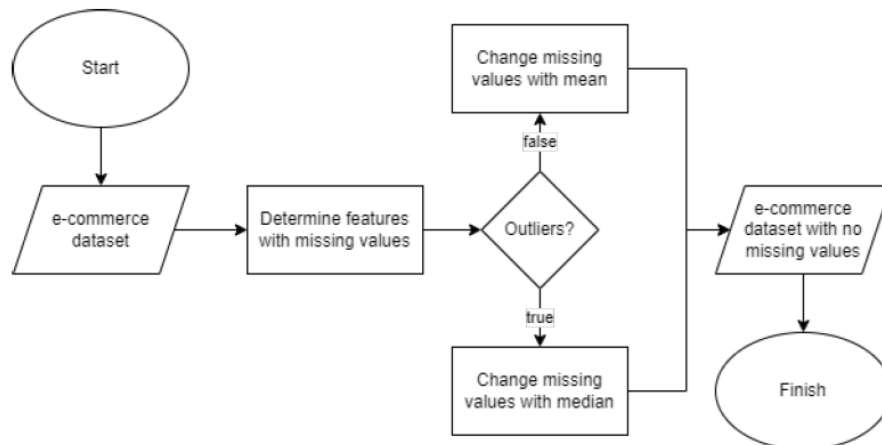 Start
e-commerce
dataset
Determine features
with missing values
Outliers?
false
Change missing
values with mean
true
Change missing
values with median
e-commerce
dataset with no
missing values
Finish